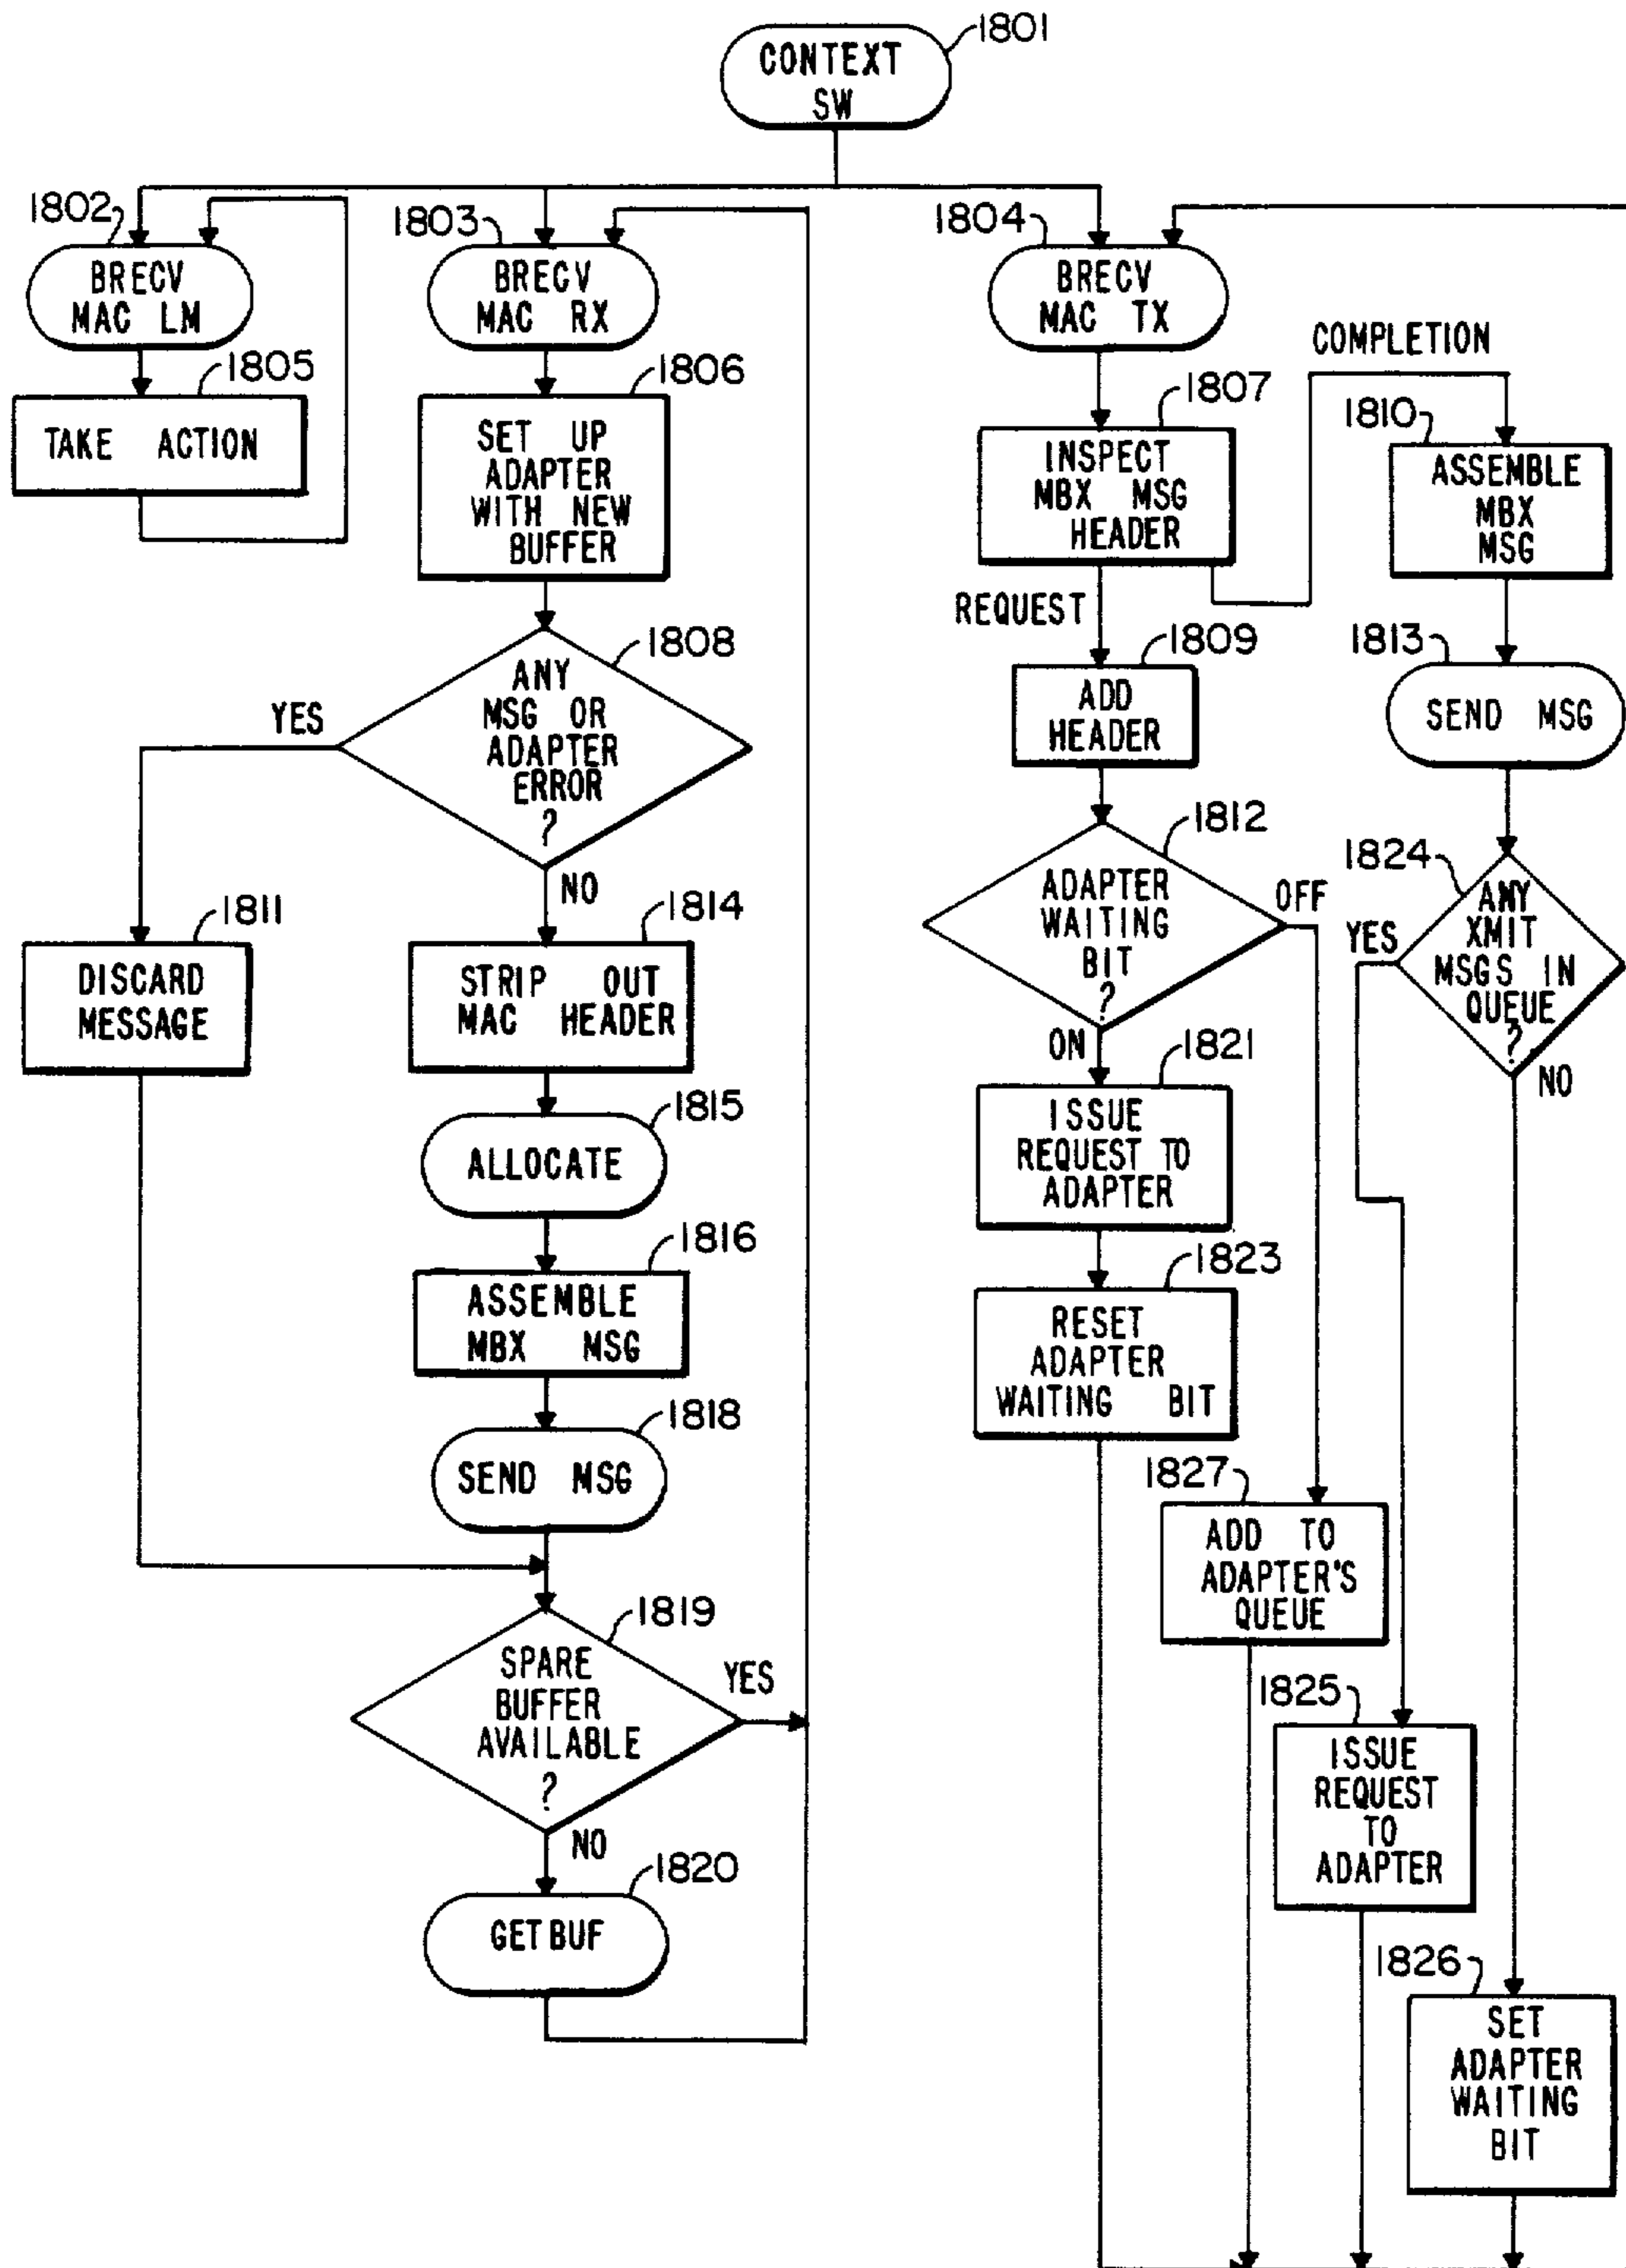 1801
CONTEXT
SW
1802
BRECV
MAC LM
1805
TAKE ACTION
1803
BRECV
MAC RX
1806
SET UP
ADAPTER
WITH NEW
BUFFER
1808
ANY
MSG OR
ADAPTER
ERROR
?
YES
NO
1811
DISCARD
MESSAGE
1814
STRIP OUT
MAC HEADER
1815
ALLOCATE
1816
ASSEMBLE
MBX MSG
1818
SEND MSG
1819
SPARE
BUFFER
AVAILABLE
?
YES
NO
1820
GETBUF
1804
BRECV
MAC TX
1807
INSPECT
MBX MSG
HEADER
REQUEST
COMPLETION
1809
ADD
HEADER
1812
ADAPTER
WAITING
BIT
?
OFF
ON
1821
ISSUE
REQUEST TO
ADAPTER
1823
RESET
ADAPTER
WAITING BIT
1827
ADD TO
ADAPTER'S
QUEUE
1810
ASSEMBLE
MBX
MSG
1813
SEND MSG
1824
ANY
XMIT
MSGS IN
QUEUE
?
YES
NO
1825
ISSUE
REQUEST
TO
ADAPTER
1826
SET
ADAPTER
WAITING
BIT